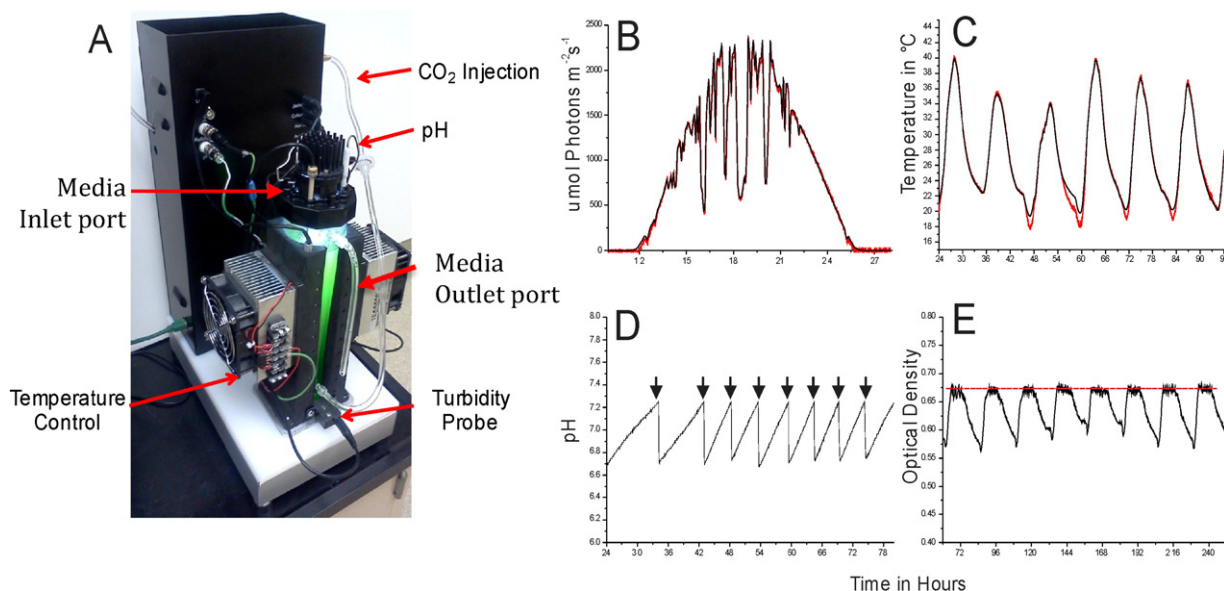 A
CO₂ Injection
pH
Media
Inlet port
Media
Outlet port
Temperature
Control
Turbidity
Probe
B
umol Photons m⁻²s⁻¹
2500
2250
2000
1750
1500
1250
1000
750
500
250
0
12 15 18 21 24 28
C
Temperature in °C
42
40
38
36
34
32
30
28
26
24
22
20
18
16
24 30 36 42 48 54 60 66 72 78 84 90
D
pH
8.0
7.8
7.6
7.4
7.2
7.0
6.8
6.6
6.4
6.2
6.0
24 30 36 42 48 54 60 66 72 78
E
Optical Density
0.80
0.75
0.70
0.65
0.60
0.55
0.50
0.45
0.40
72 96 120 144 168 192 216 240
Time in Hours